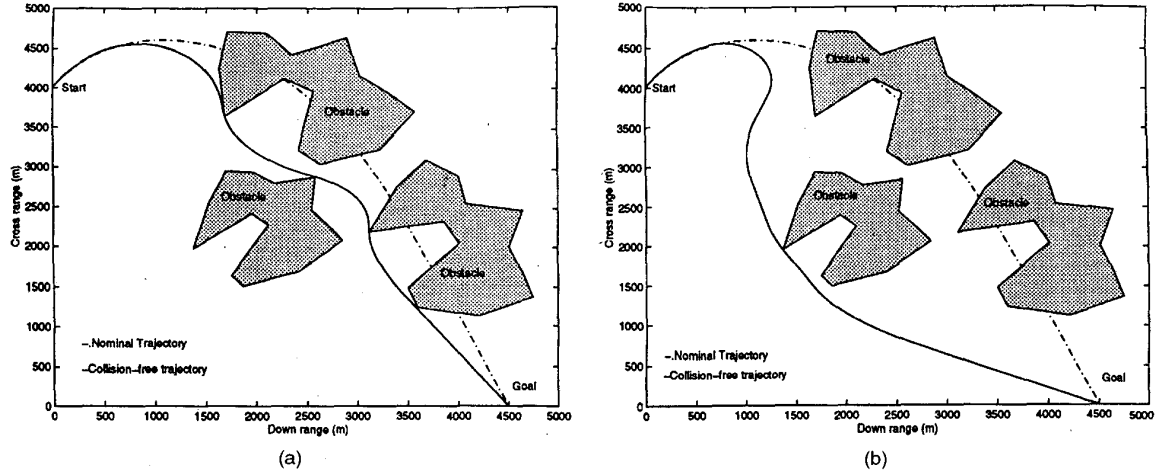 5000
4500
4000
3500
3000
2500
2000
1500
1000
500
0
Cross range (m)
Start
Obstacle
Obstacle
Obstacle
-.Nominal Trajectory
-Collision-free trajectory
Goal
0 500 1000 1500 2000 2500 3000 3500 4000 4500 5000
Down range (m)
(a)
5000
4500
4000
3500
3000
2500
2000
1500
1000
500
0
Cross range (m)
Start
Obstacle
Obstacle
Obstacle
-.Nominal Trajectory
-Collision-free trajectory
Goal
0 500 1000 1500 2000 2500 3000 3500 4000 4500 5000
Down range (m)
(b)